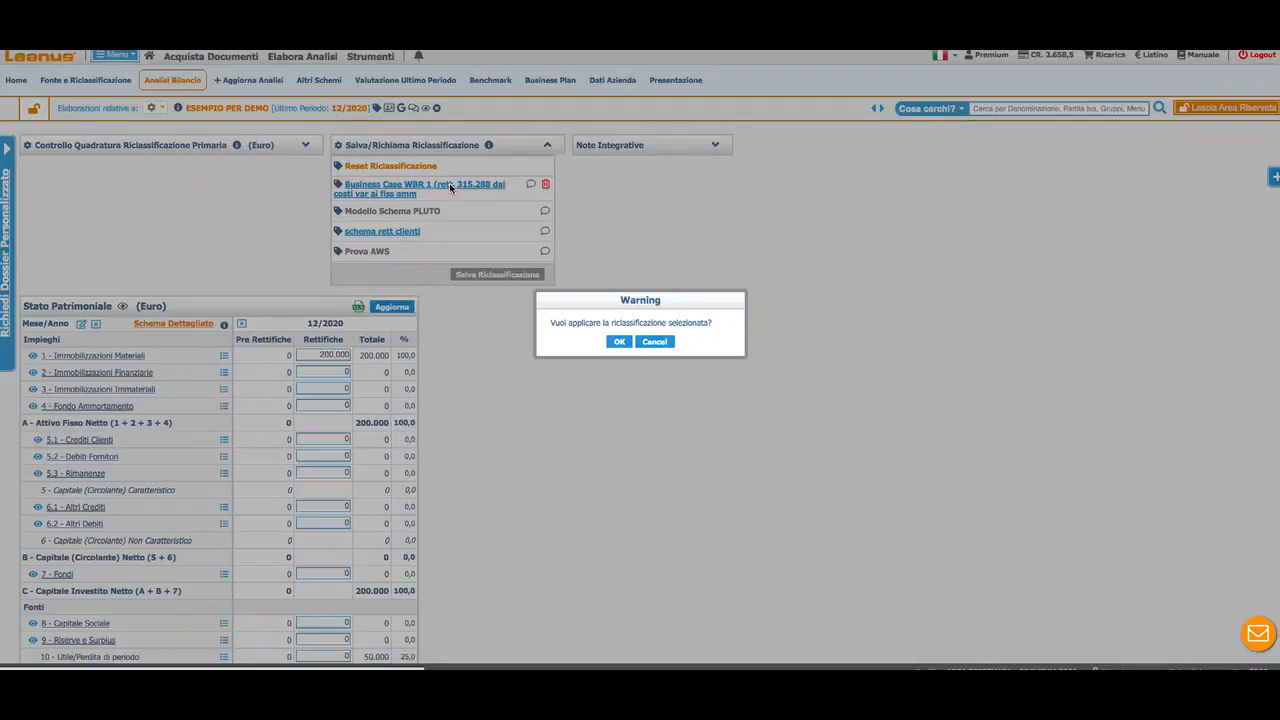 Leanus
Menu Acquista Documenti Elabora Analisi Strumenti Premium CR. 2.658,5 Ricarica Listino Manuale Logout
Home Fonte e Riclassificazione Analisi Bilancio + Aggiorna Analisi Altri Schemi Valutazione Ultimo Periodo Benchmark Business Plan Dati Azienda Presentazione
Elaborazioni relative a: ESEMPIO PER DEMO [Ultimo Periodo: 12/2020] Cosa cerchi? Cerca per Denominazione, Partita Iva, Gruppi, Menu Lascia Area Riservata
Richiedi Dossier Personalizzato
Controllo Quadratura Riclassificazione Primaria (Euro)
Salva/Richiama Riclassificazione
Note Integrative
Reset Riclassificazione
Business Case WBR 1 (rett. 315.288 dai
costi var ai fiss amm
Modello Schema PLUTO
schema rett clienti
Prova AWS
Salva Riclassificazione
Warning
Vuoi applicare la riclassificazione selezionata?
OK Cancel
Stato Patrimoniale (Euro) Aggiorna
Mese/Anno Schema Dettagliato 12/2020
Impieghi Pre Rettifiche Rettifiche Totale %
1 - Immobilizzazioni Materiali 0 200.000 200.000 100,0
2 - Immobilizzazioni Finanziarie 0 0 0 0,0
3 - Immobilizzazioni Immateriali 0 0 0 0,0
4 - Fondo Ammortamento 0 0 0 0,0
A - Attivo Fisso Netto (1 + 2 + 3 + 4) 0 200.000 100,0
5.1 - Crediti Clienti 0 0 0 0,0
5.2 - Debiti Fornitori 0 0 0 0,0
5.3 - Rimanenze 0 0 0 0,0
5 - Capitale (Circolante) Caratteristico 0 0 0,0
6.1 - Altri Crediti 0 0 0 0,0
6.2 - Altri Debiti 0 0 0 0,0
6 - Capitale (Circolante) Non Caratteristico 0 0 0,0
B - Capitale (Circolante) Netto (5 + 6) 0 0 0,0
7 - Fondi 0 0 0 0,0
C - Capitale Investito Netto (A + B + 7) 0 200.000 100,0
Fonti
8 - Capitale Sociale 0 0 0 0,0
9 - Riserve e Surplus 0 0 0 0,0
10 - Utile/Perdita di periodo 0 50.000 25,0